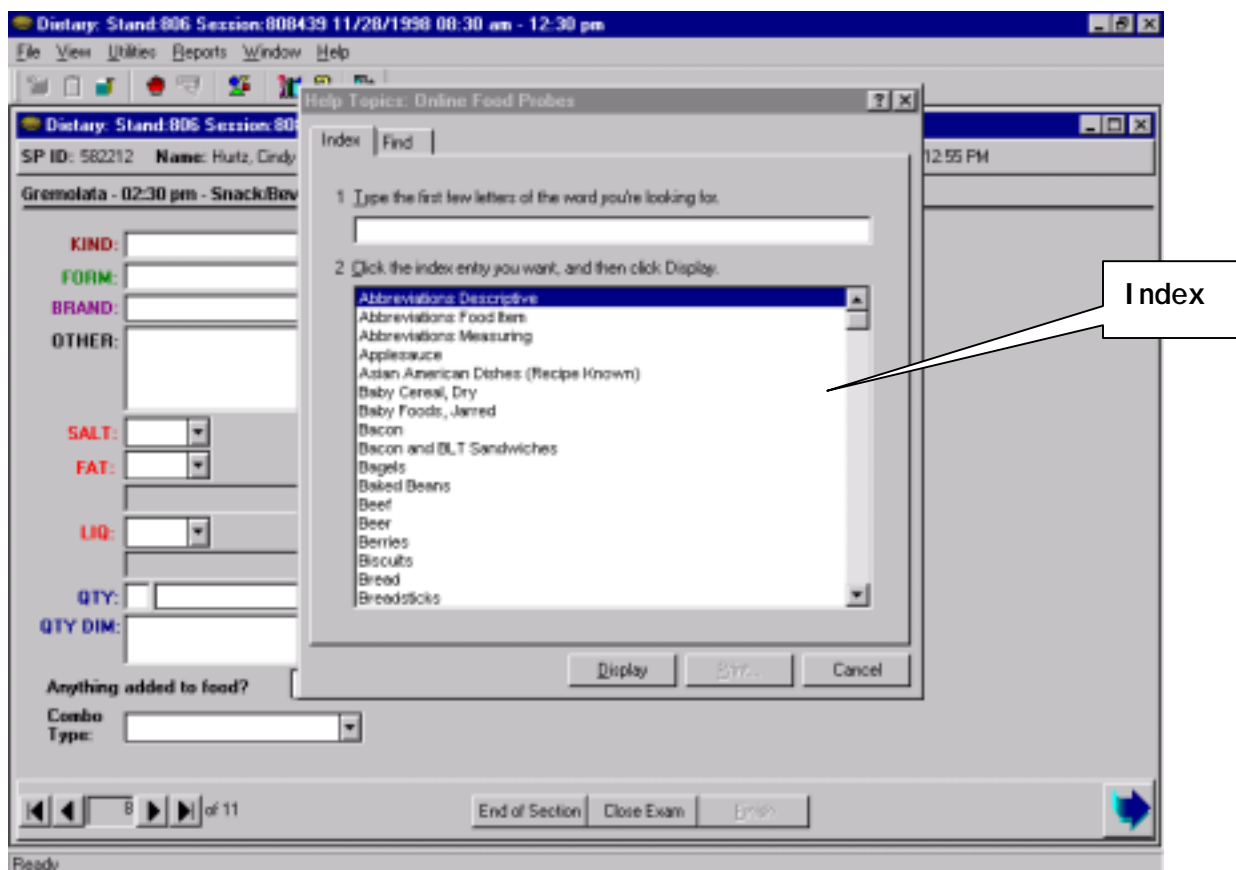 Dietary: Stand:806 Session:808439 11/28/1998 08:30 am - 12:30 pm
File View Utilities Reports Window Help
Help Topics: Online Food Probes
Dietary: Stand:806 Session:80
Index Find
SP ID: 582212 Name: Hurtz, Cindy
12:55 PM
Gremolata - 02:30 pm - Snack/Bev
1 Type the first few letters of the word you're looking for.
KIND:
2 Click the index entry you want, and then click Display.
FORM:
BRAND:
OTHER:
Abbreviations: Descriptive
Abbreviations: Food Item
Abbreviations: Measuring
Applesauce
Asian American Dishes (Recipe Known)
Baby Cereal, Dry
Baby Foods, Jarred
Bacon
Bacon and BLT Sandwiches
Bagels
Baked Beans
Beef
Beer
Berries
Biscuits
Bread
Breadsticks
Index
SALT:
FAT:
LIQ:
QTY:
QTY DIM:
Display Print... Cancel
Anything added to food?
Combo
Type:
8 of 11
End of Section Close Exam Finish
Ready